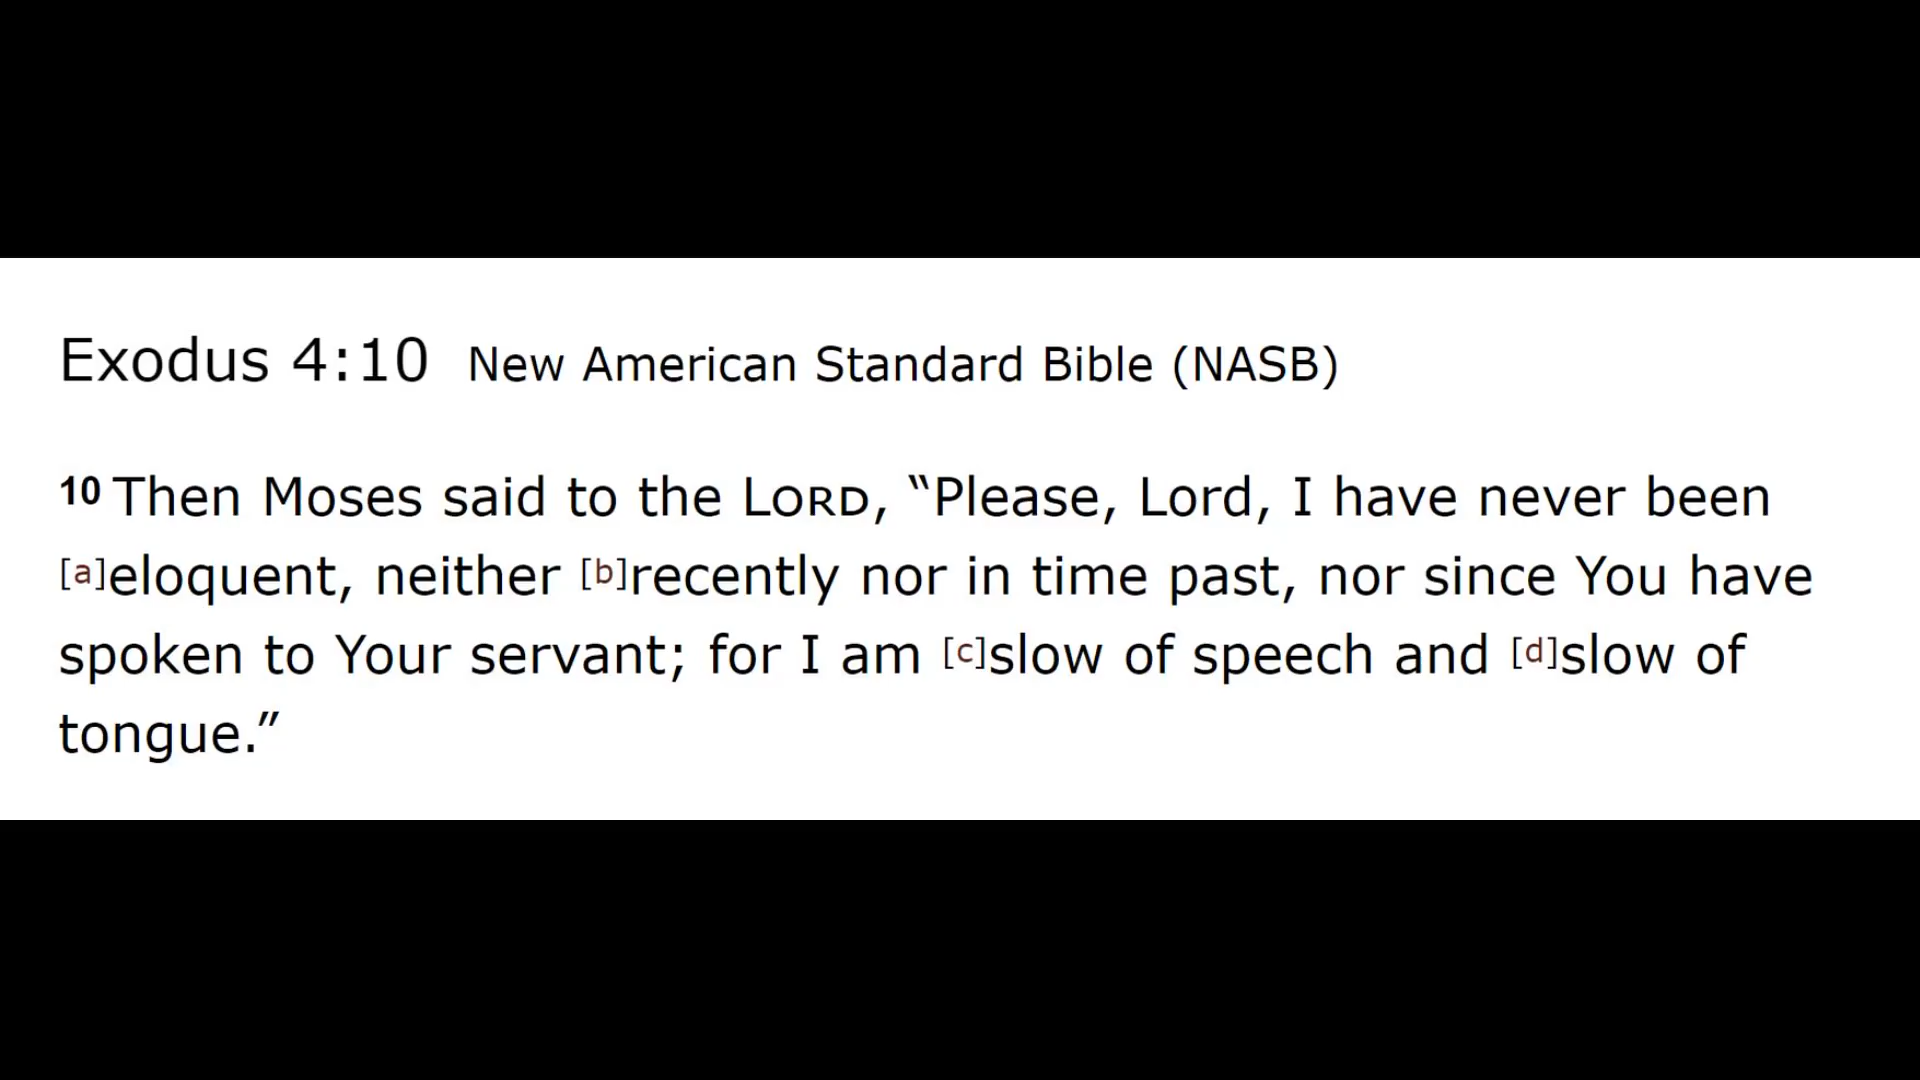 Exodus 4:10 New American Standard Bible (NASB)
10 Then Moses said to the LORD, “Please, Lord, I have never been
[a]eloquent, neither [b]recently nor in time past, nor since You have
spoken to Your servant; for I am [c]slow of speech and [d]slow of
tongue.”